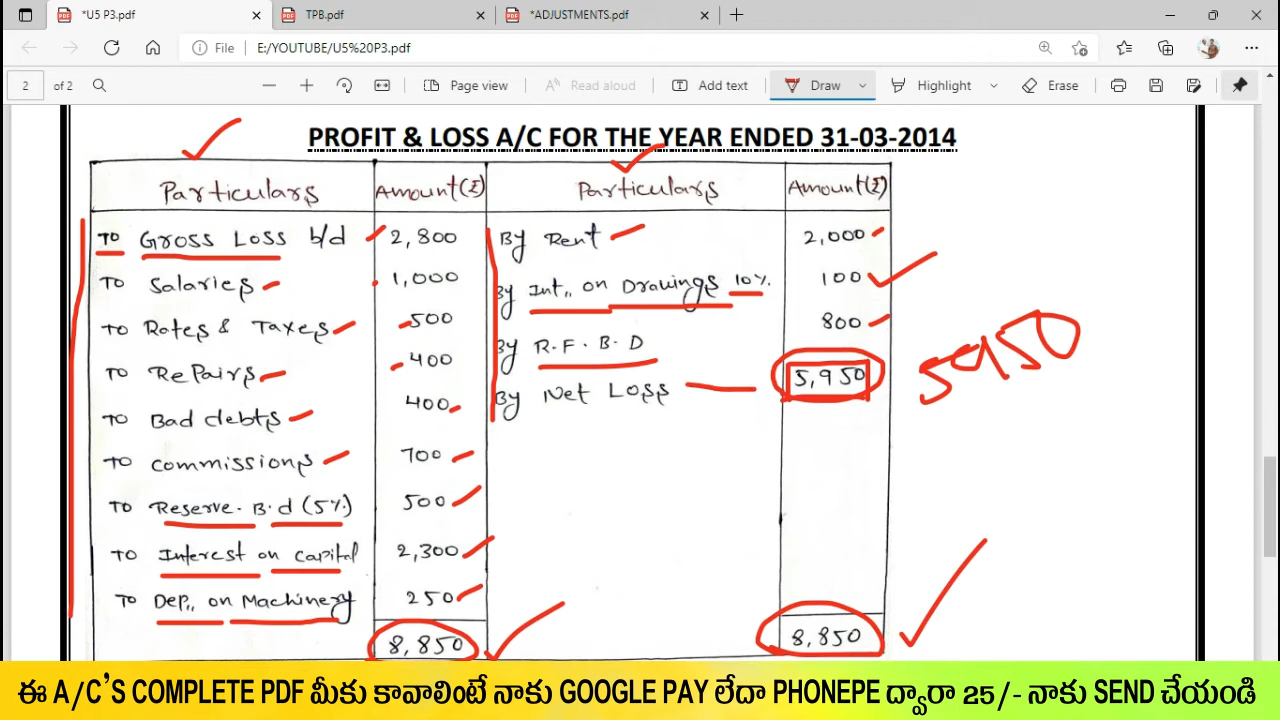 *U5 P3.pdf
TPB.pdf
*ADJUSTMENTS.pdf
File E:/YOUTUBE/U5%20P3.pdf
2 of 2 Page view Read aloud Add text Draw Highlight Erase
PROFIT & LOSS A/C FOR THE YEAR ENDED 31-03-2014
Particulars Amount(₹) Particulars Amount(₹)
To Gross Loss b/d 2,800 By Rent 2,000
To Salaries 1,000 By Int,, on Drawings 10% 100
To Rates & Taxes 500 By R.F.B.D 800
To Repairs 400 By Net Loss 5,950
To Bad debts 400
To commissions 700
To Reserve. B.d (5%) 500
To Interest on capital 2,300
To Dep,, on Machinery 250
8,850 8,850
5950
ఈ A/C'S COMPLETE PDF మీకు కావాలింటే నాకు GOOGLE PAY లేదా PHONEPE ద్వారా 25/- నాకు SEND చేయండి